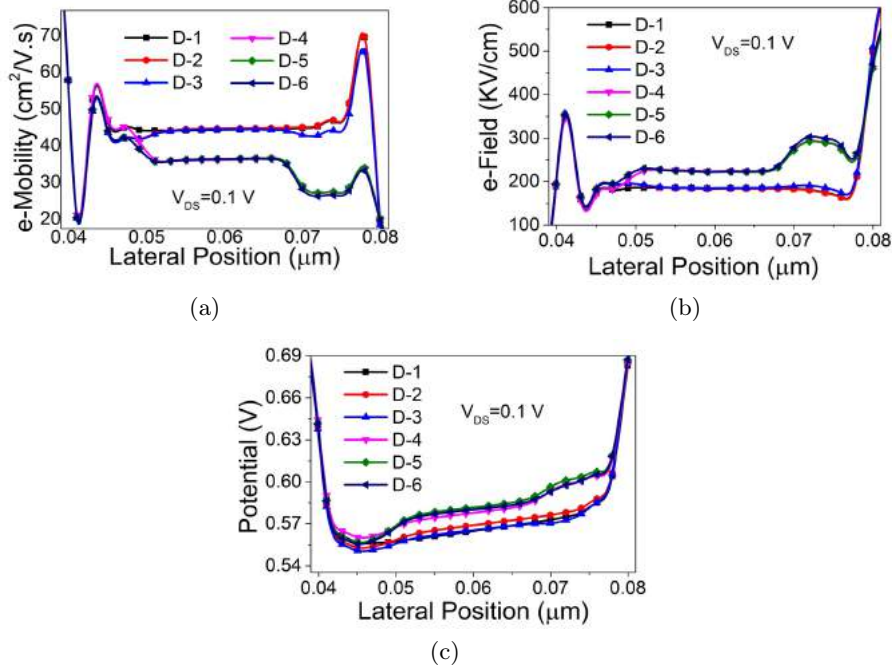 e-Mobility (cm²/V.s)
70
60
50
40
30
20
D-1
D-2
D-3
D-4
D-5
D-6
V_DS=0.1 V
0.04 0.05 0.06 0.07 0.08
Lateral Position (μm)
(a)
e-Field (KV/cm)
600
500
400
300
200
100
D-1
D-2
D-3
D-4
D-5
D-6
V_DS=0.1 V
0.04 0.05 0.06 0.07 0.08
Lateral Position (μm)
(b)
Potential (V)
0.69
0.66
0.63
0.60
0.57
0.54
D-1
D-2
D-3
D-4
D-5
D-6
V_DS=0.1 V
0.04 0.05 0.06 0.07 0.08
Lateral Position (μm)
(c)